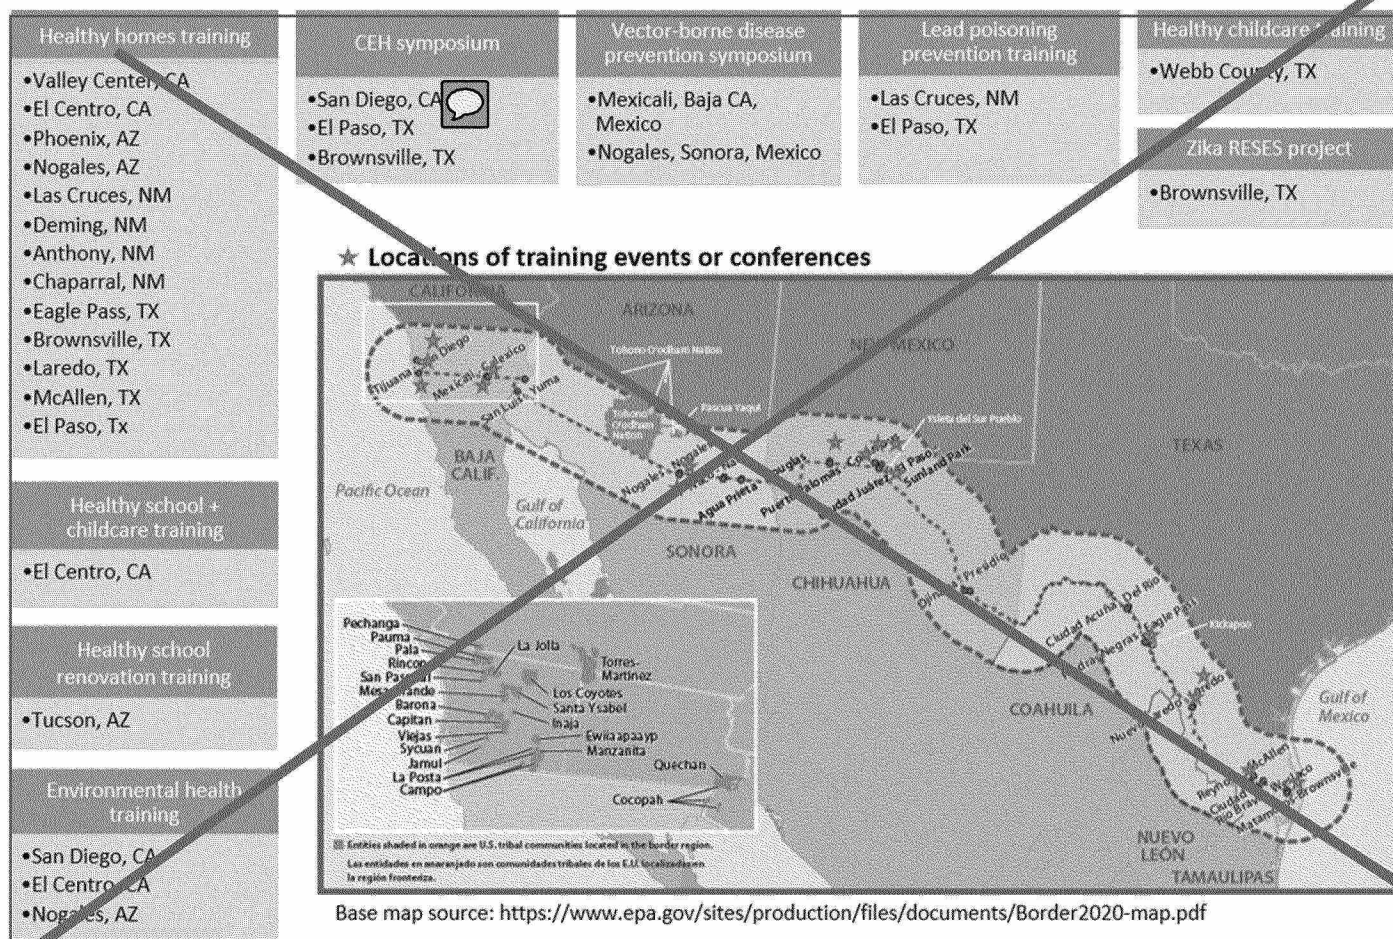 Healthy homes training
•Valley Center, CA
•El Centro, CA
•Phoenix, AZ
•Nogales, AZ
•Las Cruces, NM
•Deming, NM
•Anthony, NM
•Chaparral, NM
•Eagle Pass, TX
•Brownsville, TX
•Laredo, TX
•McAllen, TX
•El Paso, Tx
Healthy school +
childcare training
•El Centro, CA
Healthy school
renovation training
•Tucson, AZ
Environmental health
training
•San Diego, CA
•El Centro, CA
•Nogales, AZ
CEH symposium
•San Diego, CA
•El Paso, TX
•Brownsville, TX
Vector-borne disease
prevention symposium
•Mexicali, Baja CA,
Mexico
•Nogales, Sonora, Mexico
Lead poisoning
prevention training
•Las Cruces, NM
•El Paso, TX
Healthy childcare training
•Webb County, TX
Zika RESES project
•Brownsville, TX
Locations of training events or conferences
CALIFORNIA
ARIZONA
NEW MEXICO
TEXAS
Tohono O'odham Nation
Pascua Yaqui
Tohono
O'odham
Nation
Ysleta del Sur Pueblo
Tijuana
San Diego
Mexicali
Calexico
San Luis
Yuma
BAJA
CALIF.
Pacific Ocean
Gulf of
California
Nogales
Nogales
Agua Prieta
Douglas
Puerto Palomas
Ciudad Juárez
El Paso
Sunland Park
SONORA
CHIHUAHUA
Presidio
Ciudad Acuña
Del Rio
Eagle Pass
Kickapoo
COAHUILA
Laredo
Gulf of
Mexico
McAllen
Weslaco
Brownsville
NUEVO
LEÓN
TAMAULIPAS
Pechanga
Pauma
Pala
Rincon
San Pasqual
Mesa Grande
Barona
Capitan
Viejas
Sycuan
Jamul
La Posta
Campo
La Jolla
Torres-
Martinez
Los Coyotes
Santa Ysabel
Inaja
Ewiiaapaayp
Manzanita
Quechan
Cocopah
Entities shaded in orange are U.S. tribal communities located in the border region.
Las entidades en anaranjado son comunidades tribales de los E.U. localizadas en
la región fronteriza.
Base map source: https://www.epa.gov/sites/production/files/documents/Border2020-map.pdf